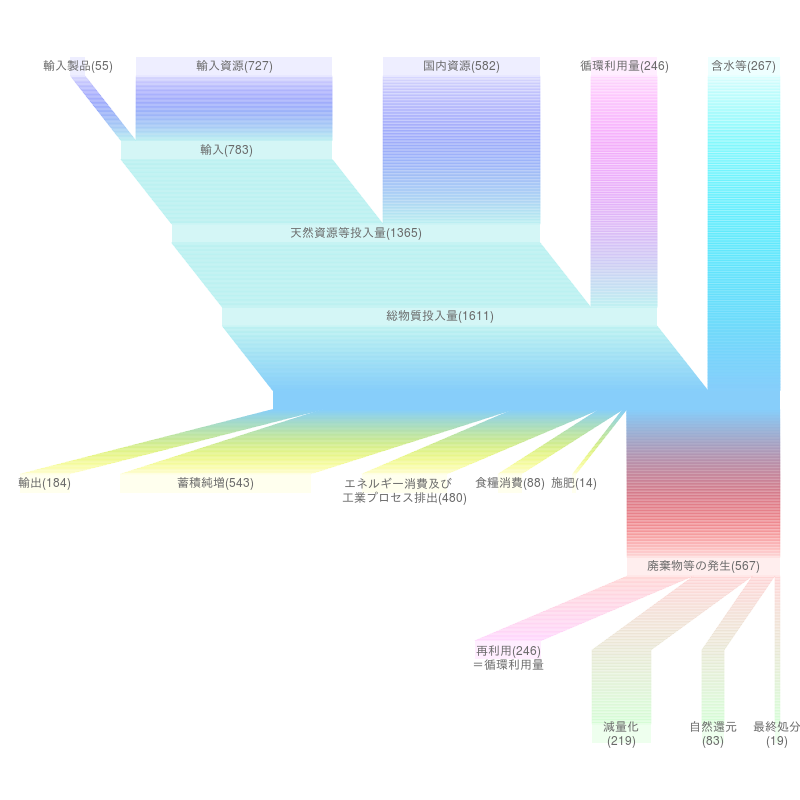 輸入製品(55)
輸入資源(727)
国内資源(582)
循環利用量(246)
含水等(267)
輸入(783)
天然資源等投入量(1365)
総物質投入量(1611)
輸出(184)
蓄積純増(543)
エネルギー消費及び
工業プロセス排出(480)
食糧消費(88)
施肥(14)
廃棄物等の発生(567)
再利用(246)
＝循環利用量
減量化
(219)
自然還元
(83)
最終処分
(19)